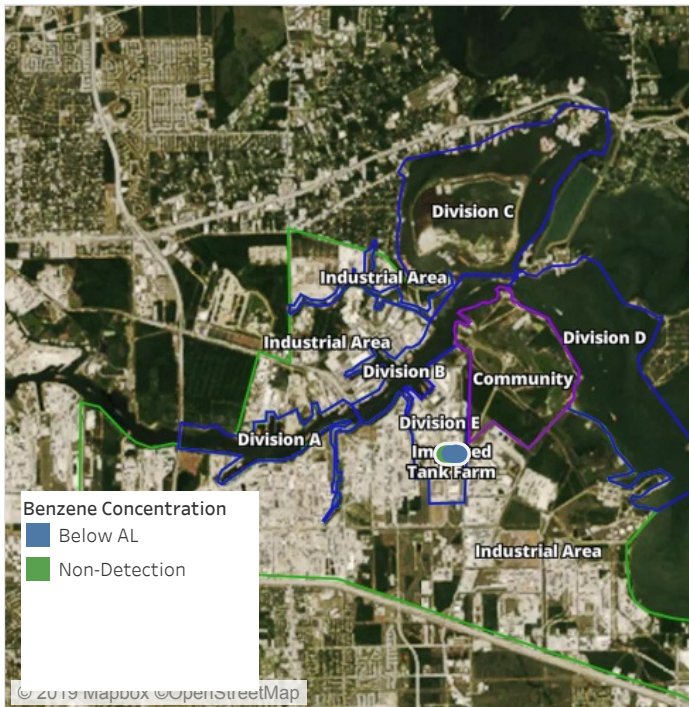 Division C
Industrial Area
Industrial Area
Division D
Division B
Community
Division E
Division A
Tank Farm
Industrial Area
Benzene Concentration
Below AL
Non-Detection
© 2019 Mapbox ©OpenStreetMap